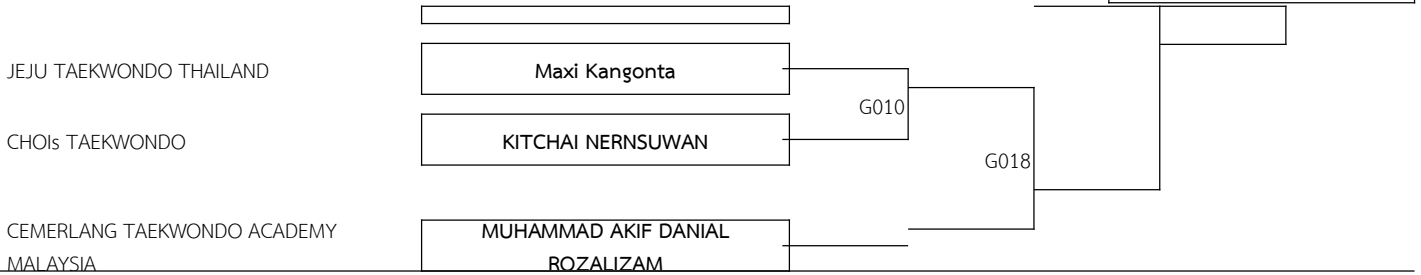 JEJU TAEKWONDO THAILAND
Maxi Kangonta
G010
CHOIs TAEKWONDO
KITCHAI NERNSUWAN
G018
CEMERLANG TAEKWONDO ACADEMY
MALAYSIA
MUHAMMAD AKIF DANIAL
ROZALIZAM